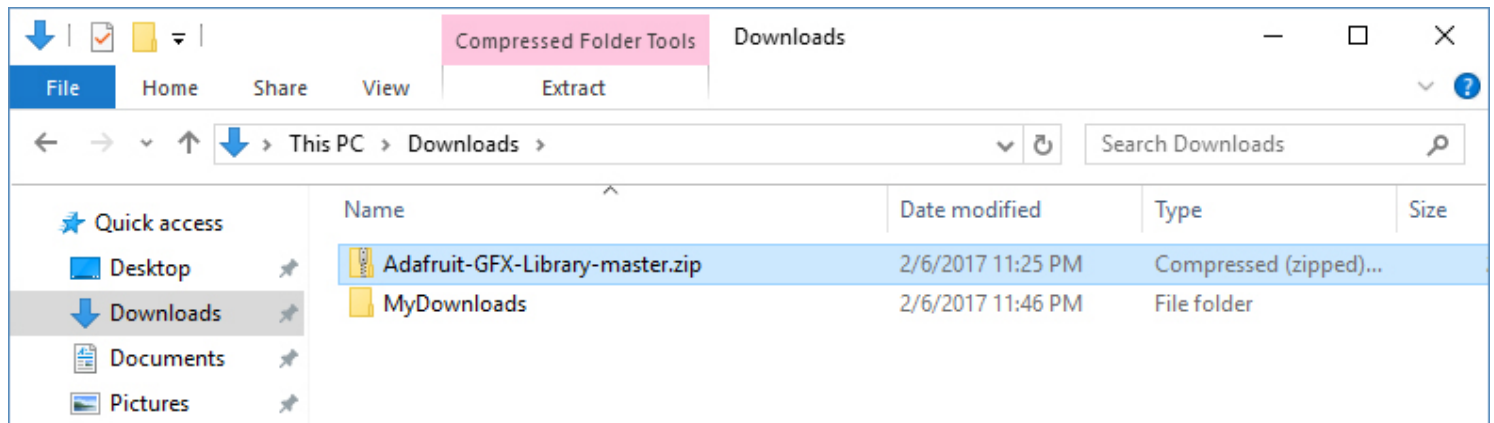 Compressed Folder Tools Downloads
File Home Share View Extract
This PC > Downloads > Search Downloads
Name Date modified Type Size
Quick access
Adafruit-GFX-Library-master.zip 2/6/2017 11:25 PM Compressed (zipped)...
Desktop
MyDownloads 2/6/2017 11:46 PM File folder
Downloads
Documents
Pictures